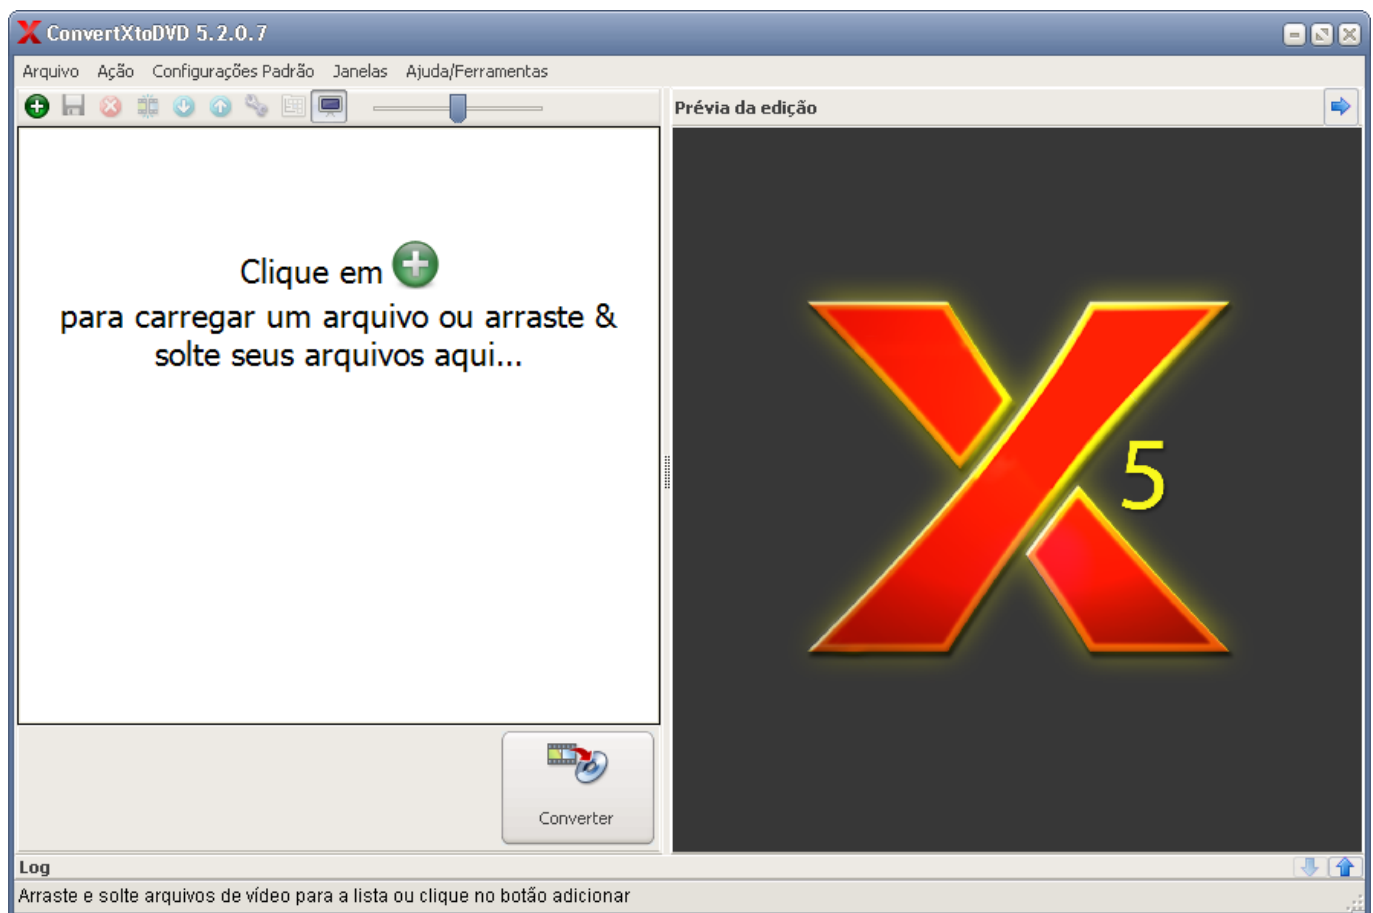 ConvertXtoDVD 5.2.0.7
Arquivo Ação Configurações Padrão Janelas Ajuda/Ferramentas
Prévia da edição
Clique em
para carregar um arquivo ou arraste &
solte seus arquivos aqui...
5
Converter
Log
Arraste e solte arquivos de vídeo para a lista ou clique no botão adicionar